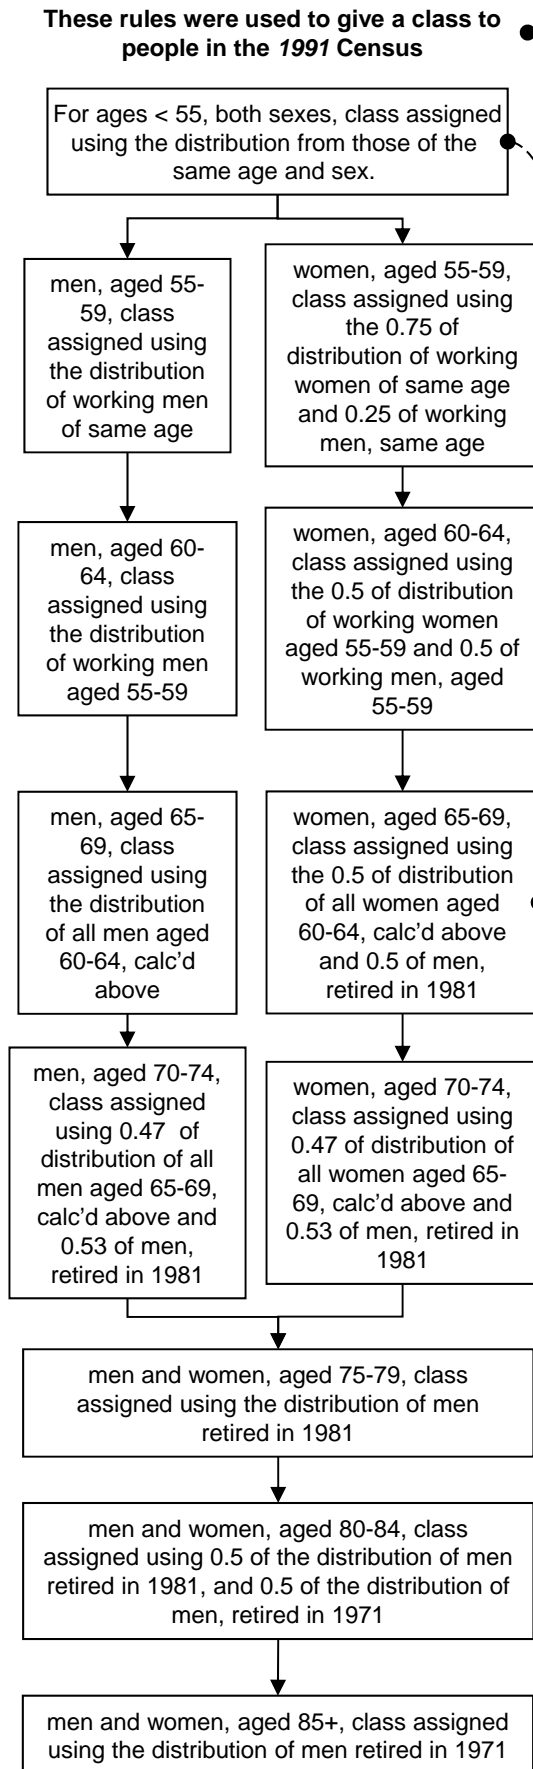 These rules were used to give a class to
people in the 1991 Census
For ages < 55, both sexes, class assigned
using the distribution from those of the
same age and sex.
men, aged 55-
59, class
assigned using
the distribution
of working men
of same age
women, aged 55-59,
class assigned using
the 0.75 of
distribution of working
women of same age
and 0.25 of working
men, same age
men, aged 60-
64, class
assigned using
the distribution
of working men
aged 55-59
women, aged 60-64,
class assigned using
the 0.5 of distribution
of working women
aged 55-59 and 0.5 of
working men, aged
55-59
men, aged 65-
69, class
assigned using
the distribution
of all men aged
60-64, calc'd
above
women, aged 65-69,
class assigned using
the 0.5 of distribution
of all women aged
60-64, calc'd above
and 0.5 of men,
retired in 1981
men, aged 70-74,
class assigned
using 0.47 of
distribution of all
men aged 65-69,
calc'd above and
0.53 of men,
retired in 1981
women, aged 70-74,
class assigned using
0.47 of distribution of
all women aged 65-
69, calc'd above and
0.53 of men, retired in
1981
men and women, aged 75-79, class
assigned using the distribution of men
retired in 1981
men and women, aged 80-84, class
assigned using 0.5 of the distribution of men
retired in 1981, and 0.5 of the distribution of
men, retired in 1971
men and women, aged 85+, class assigned
using the distribution of men retired in 1971